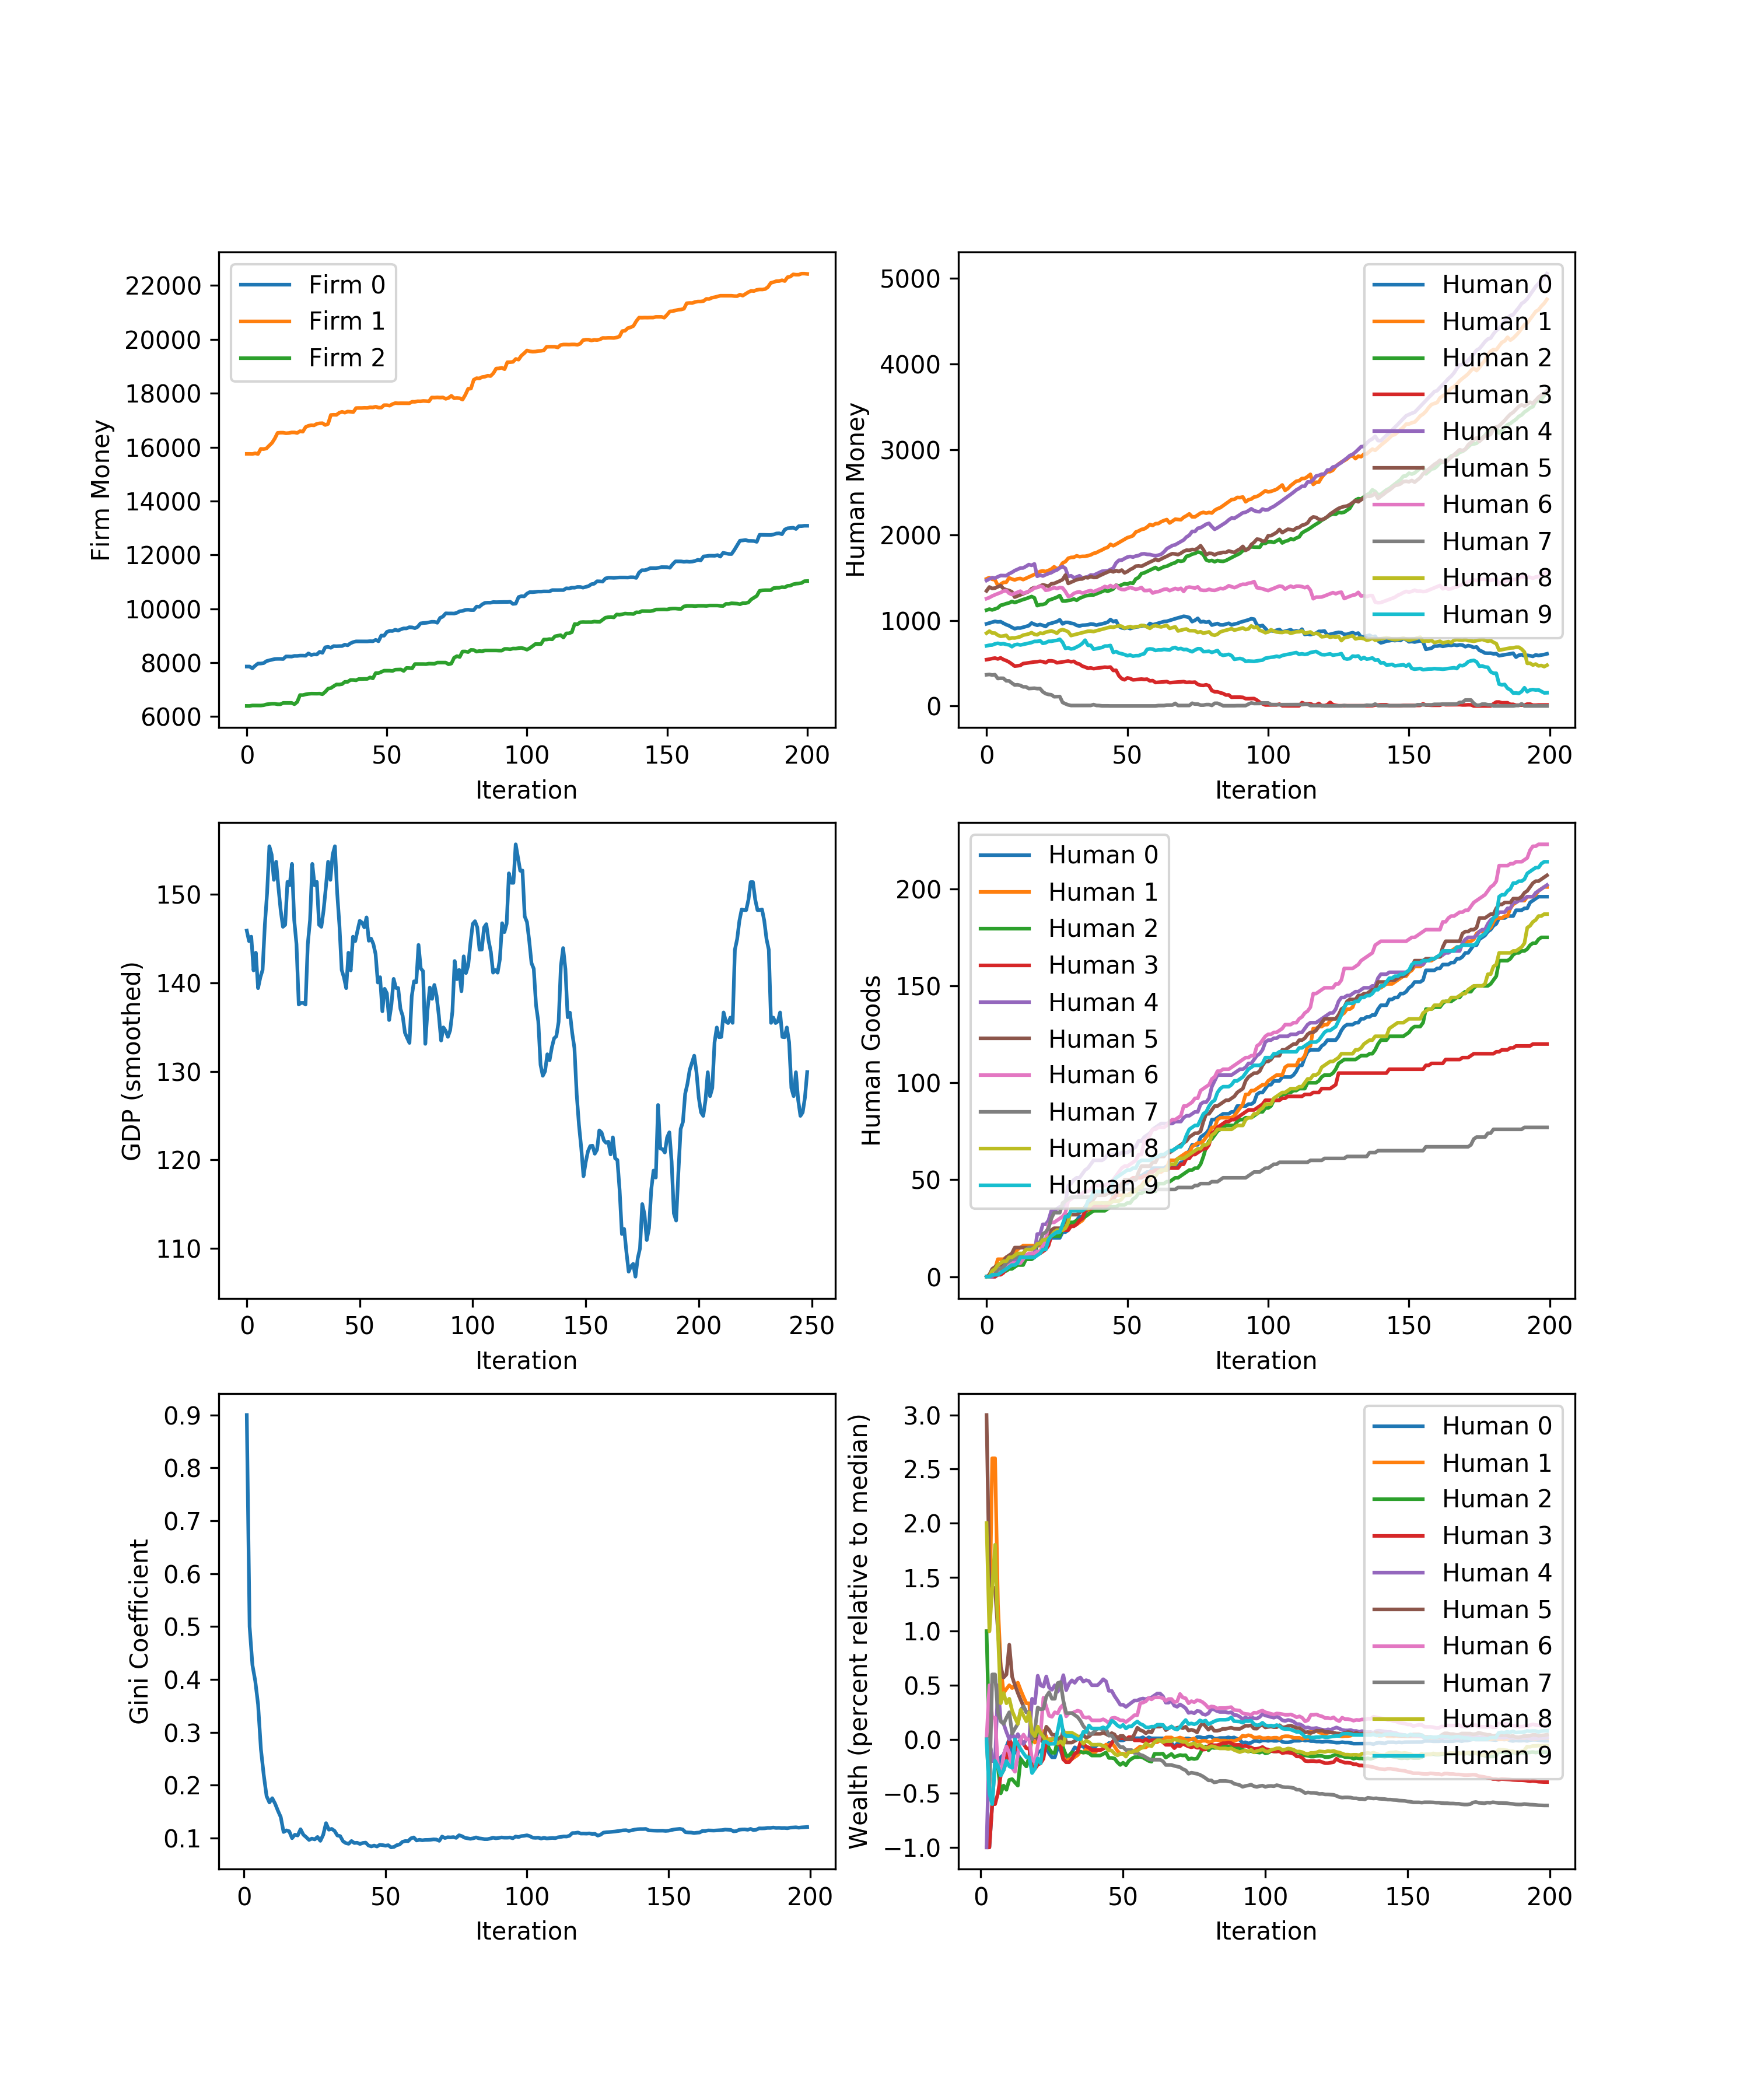 Firm Money
22000
20000
18000
16000
14000
12000
10000
8000
6000
Firm 0
Firm 1
Firm 2
0 50 100 150 200
Iteration
Human Money
5000
4000
3000
2000
1000
0
Human 0
Human 1
Human 2
Human 3
Human 4
Human 5
Human 6
Human 7
Human 8
Human 9
0 50 100 150 200
Iteration
GDP (smoothed)
150
140
130
120
110
0 50 100 150 200 250
Iteration
Human Goods
200
150
100
50
0
Human 0
Human 1
Human 2
Human 3
Human 4
Human 5
Human 6
Human 7
Human 8
Human 9
0 50 100 150 200
Iteration
Gini Coefficient
0.9
0.8
0.7
0.6
0.5
0.4
0.3
0.2
0.1
0 50 100 150 200
Iteration
Wealth (percent relative to median)
3.0
2.5
2.0
1.5
1.0
0.5
0.0
−0.5
−1.0
Human 0
Human 1
Human 2
Human 3
Human 4
Human 5
Human 6
Human 7
Human 8
Human 9
0 50 100 150 200
Iteration